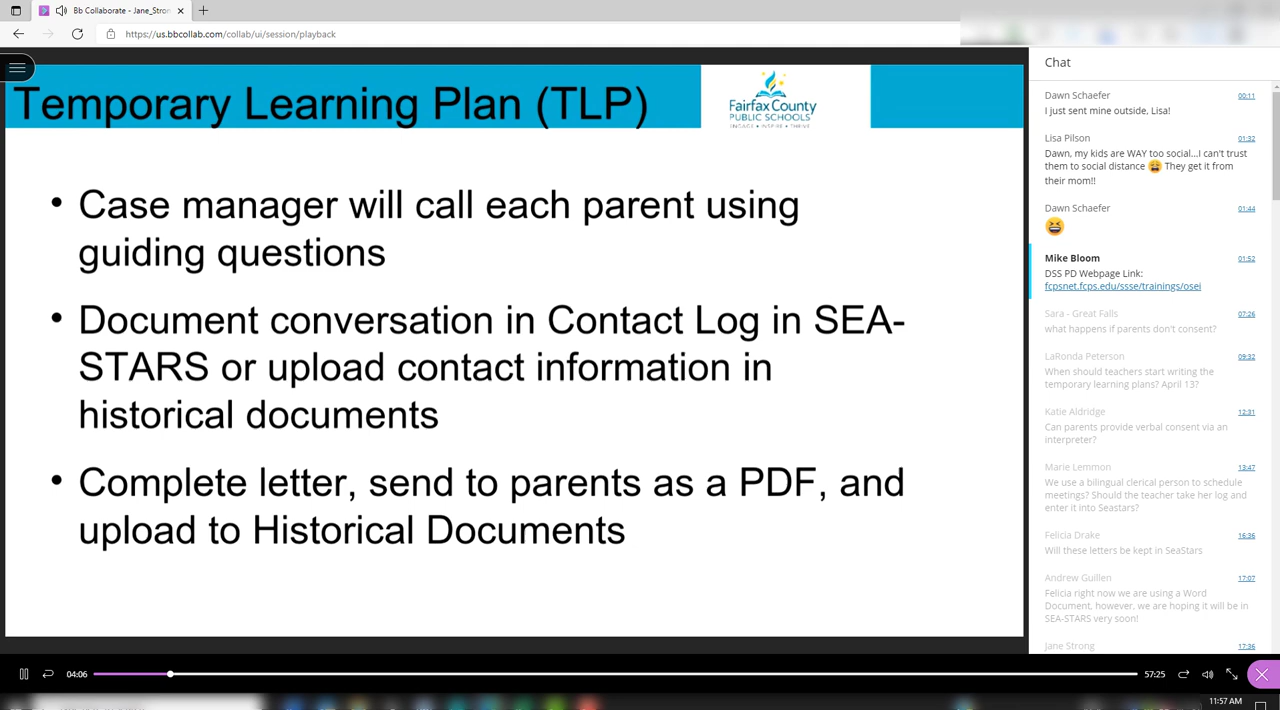 Bb Collaborate - Jane_Stron
https://us.bbcollab.com/collab/ui/session/playback
Temporary Learning Plan (TLP)
Fairfax County
PUBLIC SCHOOLS
ENGAGE • INSPIRE • THRIVE
• Case manager will call each parent using
guiding questions
• Document conversation in Contact Log in SEA-
STARS or upload contact information in
historical documents
• Complete letter, send to parents as a PDF, and
upload to Historical Documents
Chat
Dawn Schaefer 00:11
I just sent mine outside, Lisa!
Lisa Pilson 01:32
Dawn, my kids are WAY too social...I can't trust
them to social distance 😫 They get it from
their mom!!
Dawn Schaefer 01:44
😆
Mike Bloom 01:52
DSS PD Webpage Link:
fcpsnet.fcps.edu/ssse/trainings/osei
Sara - Great Falls 07:26
what happens if parents don't consent?
LaRonda Peterson 09:32
When should teachers start writing the
temporary learning plans? April 13?
Katie Aldridge 12:31
Can parents provide verbal consent via an
interpreter?
Marie Lemmon 13:47
We use a bilingual clerical person to schedule
meetings? Should the teacher take her log and
enter it into Seastars?
Felicia Drake 16:36
Will these letters be kept in SeaStars
Andrew Guillen 17:07
Felicia right now we are using a Word
Document, however, we are hoping it will be in
SEA-STARS very soon!
Jane Strong 17:36
04:06
57:25
11:57 AM